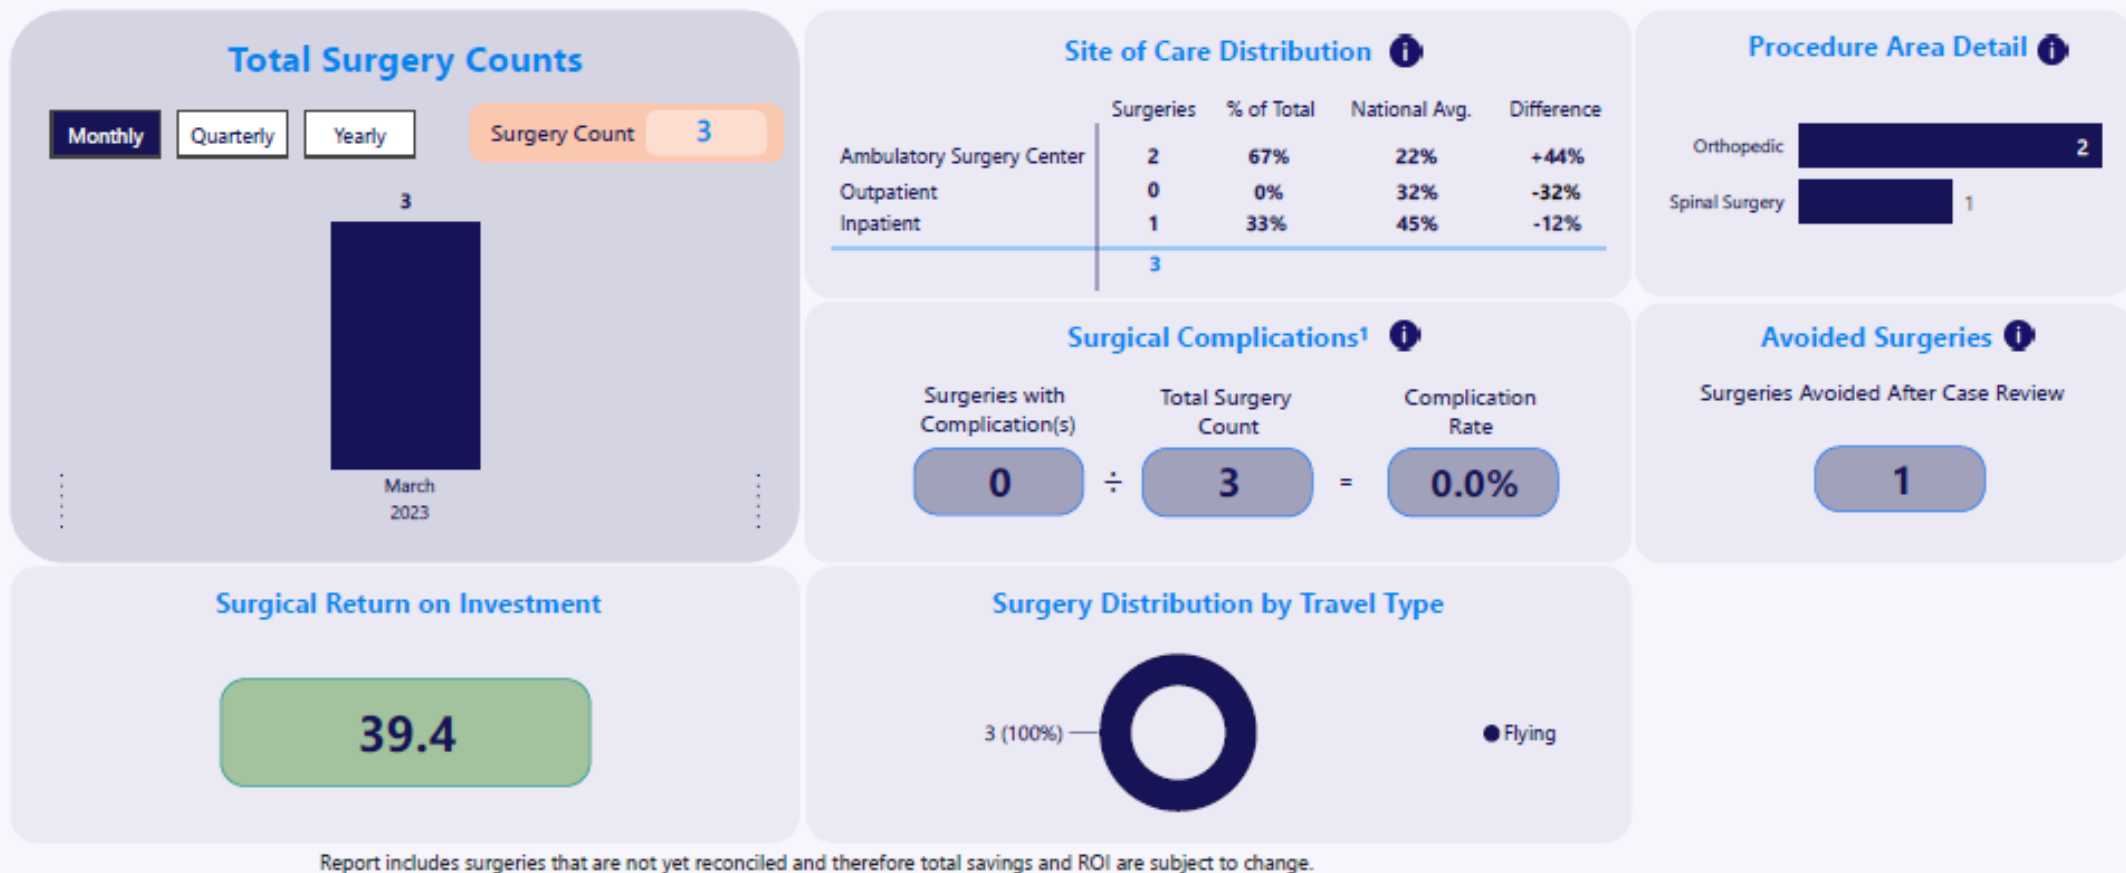 Total Surgery Counts
Monthly Quarterly Yearly Surgery Count 3
3
March
2023
Site of Care Distribution i
Surgeries % of Total National Avg. Difference
Ambulatory Surgery Center 2 67% 22% +44%
Outpatient 0 0% 32% -32%
Inpatient 1 33% 45% -12%
3
Procedure Area Detail i
Orthopedic 2
Spinal Surgery 1
Surgical Complications¹ i
Surgeries with
Complication(s)
Total Surgery
Count
Complication
Rate
0 ÷ 3 = 0.0%
Avoided Surgeries i
Surgeries Avoided After Case Review
1
Surgical Return on Investment
39.4
Surgery Distribution by Travel Type
3 (100%) Flying
Report includes surgeries that are not yet reconciled and therefore total savings and ROI are subject to change.